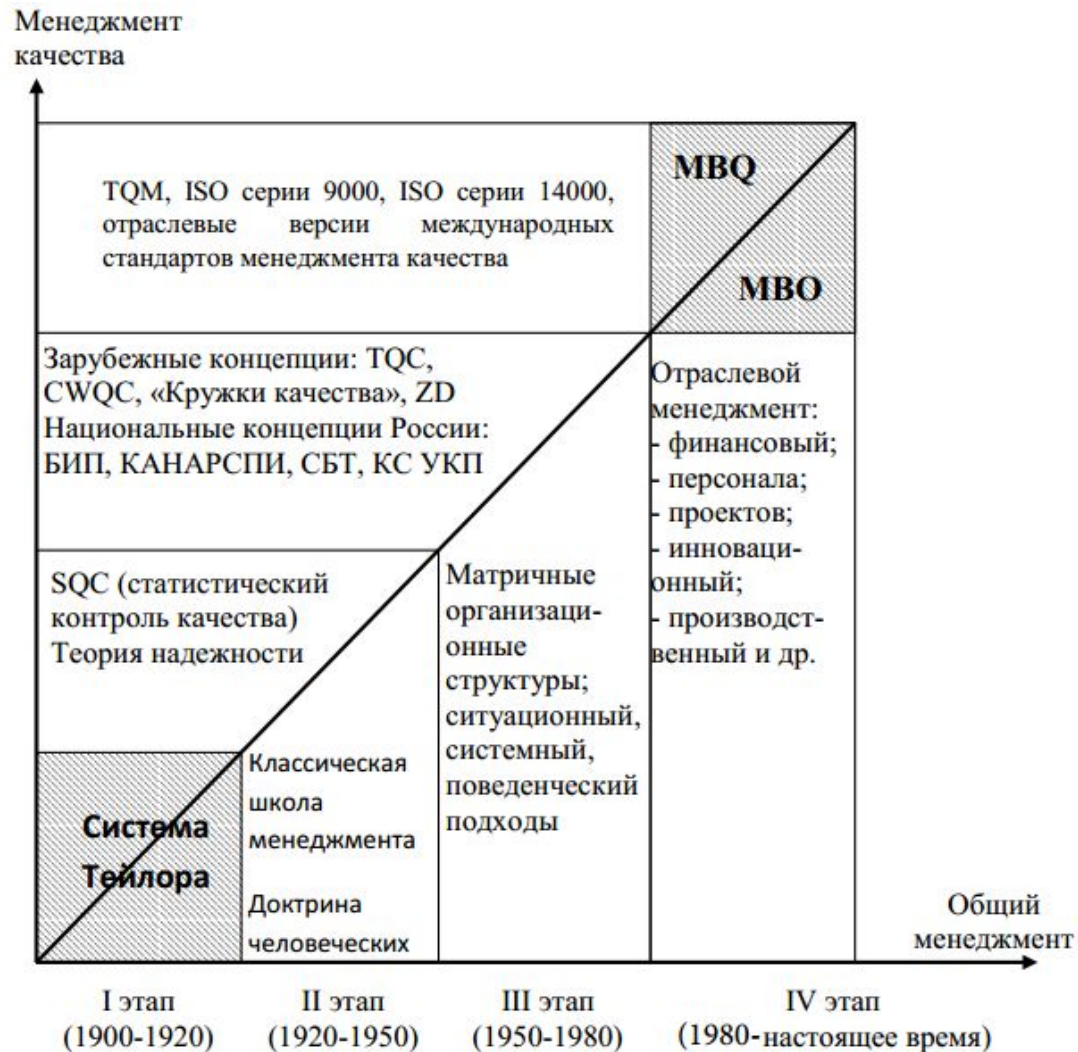 Менеджмент
качества
TQM, ISO серии 9000, ISO серии 14000,
отраслевые версии международных
стандартов менеджмента качества
MBQ
MBO
Зарубежные концепции: TQC,
CWQC, «Кружки качества», ZD
Национальные концепции России:
БИП, КАНАРСПИ, СБТ, КС УКП
Отраслевой
менеджмент:
- финансовый;
- персонала;
- проектов;
- инноваци-
онный;
- производст-
венный и др.
SQC (статистический
контроль качества)
Теория надежности
Матричные
организаци-
онные
структуры;
ситуационный,
системный,
поведенческий
подходы
Система
Тейлора
Классическая
школа
менеджмента
Доктрина
человеческих
Общий
менеджмент
I этап
(1900-1920)
II этап
(1920-1950)
III этап
(1950-1980)
IV этап
(1980-настоящее время)